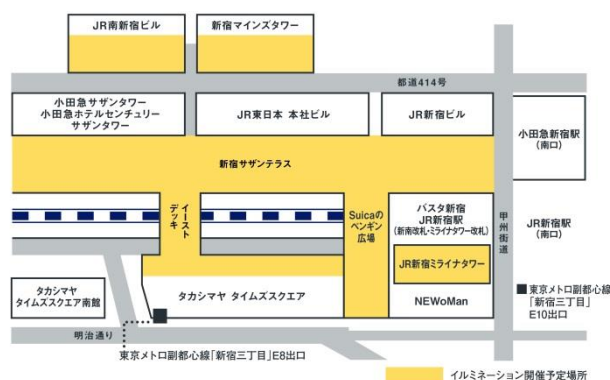 JR南新宿ビル
新宿マインズタワー
都道414号
小田急サザンタワー
小田急ホテルセンチュリー
サザンタワー
JR東日本 本社ビル
JR新宿ビル
小田急新宿駅
(南口)
新宿サザンテラス
イースト
デッキ
Suicaの
ペンギン
広場
バスタ新宿
JR新宿駅
(新南改札・ミライナタワー改札)
甲州街道
JR新宿駅
(南口)
JR新宿ミライナタワー
タカシマヤ
タイムズスクエア南館
タカシマヤ タイムズスクエア
NEWoMan
東京メトロ副都心線
「新宿三丁目」
E10出口
明治通り
東京メトロ副都心線「新宿三丁目」E8出口
イルミネーション開催予定場所